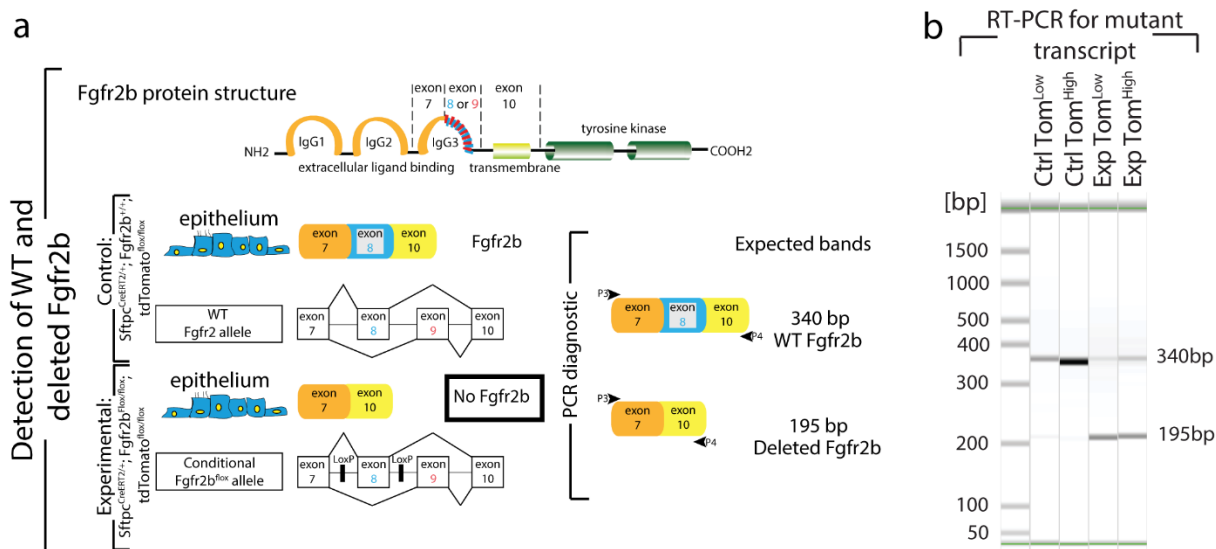 a
Detection of WT and
deleted Fgfr2b
Fgfr2b protein structure
exon
7
exon
8 or 9
exon
10
NH2
IgG1
IgG2
IgG3
tyrosine kinase
COOH2
extracellular ligand binding
transmembrane
Control:
SftpcCreERT2/+; Fgfr2b+/+;
tdTomatoflox/flox
epithelium
exon
7
exon
8
exon
10
Fgfr2b
WT
Fgfr2 allele
exon
7
exon
8
exon
9
exon
10
Experimental:
SftpcCreERT2/+; Fgfr2bFlox/flox;
tdTomatoflox/flox
epithelium
exon
7
exon
10
No Fgfr2b
Conditional
Fgfr2bflox allele
exon
7
LoxP
exon
8
LoxP
exon
9
exon
10
PCR diagnostic
Expected bands
P3
exon
7
exon
8
exon
10
P4
340 bp
WT Fgfr2b
P3
exon
7
exon
10
P4
195 bp
Deleted Fgfr2b
b
RT-PCR for mutant
transcript
Ctrl TomLow
Ctrl TomHigh
Exp TomLow
Exp TomHigh
[bp]
1500
1000
500
400
300
200
100
50
340bp
195bp